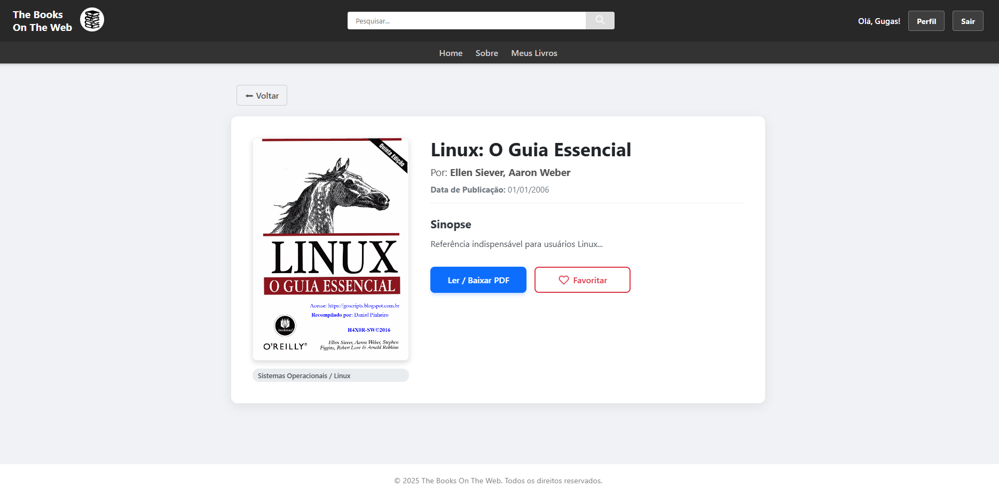 The Books
On The Web
Pesquisar...
Olá, Gugas!
Perfil
Sair
Home
Sobre
Meus Livros
Voltar
Quinta Edição
LINUX
O GUIA ESSENCIAL
Acesse: https://goscripts.blogspot.com.br
Recompilado por: Daniel Pinheiro
H4X0R-SW©2016
Bookman®
O'REILLY®
Ellen Siever, Aaron Weber, Stephen
Figgins, Robert Love & Arnold Robbins
Sistemas Operacionais / Linux
Linux: O Guia Essencial
Por: Ellen Siever, Aaron Weber
Data de Publicação: 01/01/2006
Sinopse
Referência indispensável para usuários Linux...
Ler / Baixar PDF
Favoritar
© 2025 The Books On The Web. Todos os direitos reservados.